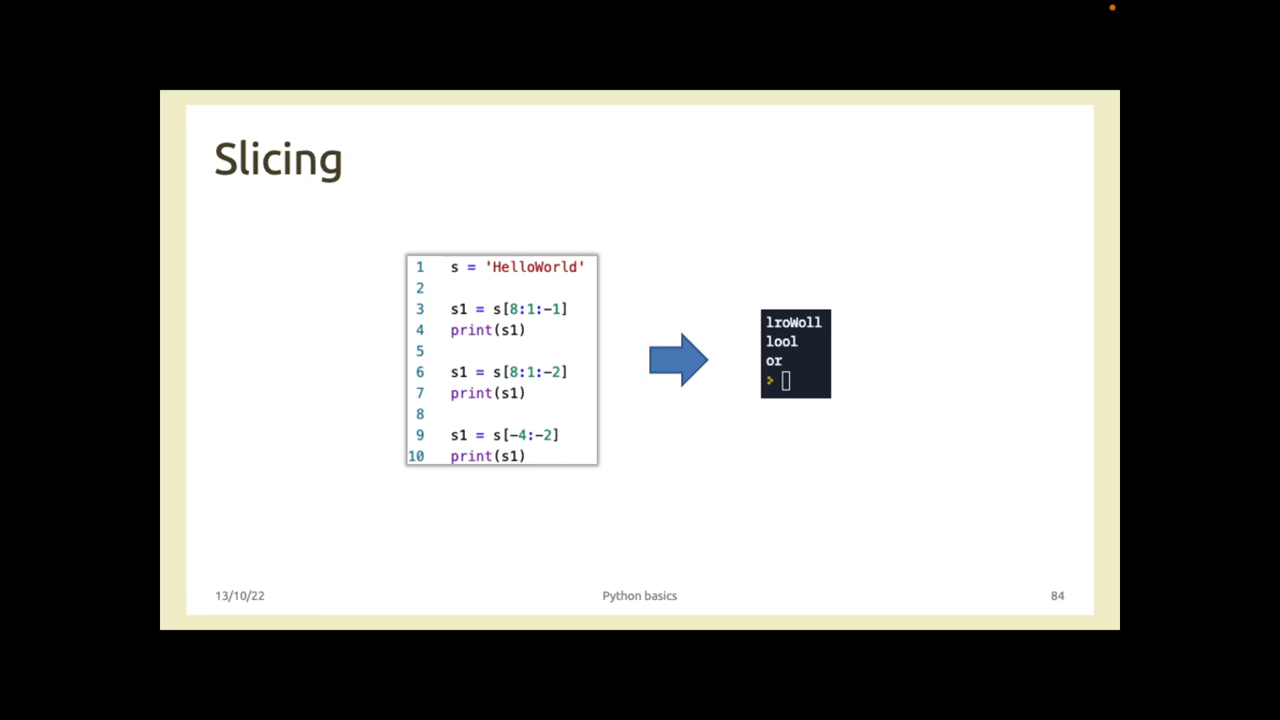 Slicing
1 s = 'HelloWorld'
2
3 s1 = s[8:1:-1]
4 print(s1)
5
6 s1 = s[8:1:-2]
7 print(s1)
8
9 s1 = s[-4:-2]
10 print(s1)
lroWoll
lool
or
13/10/22
Python basics
84